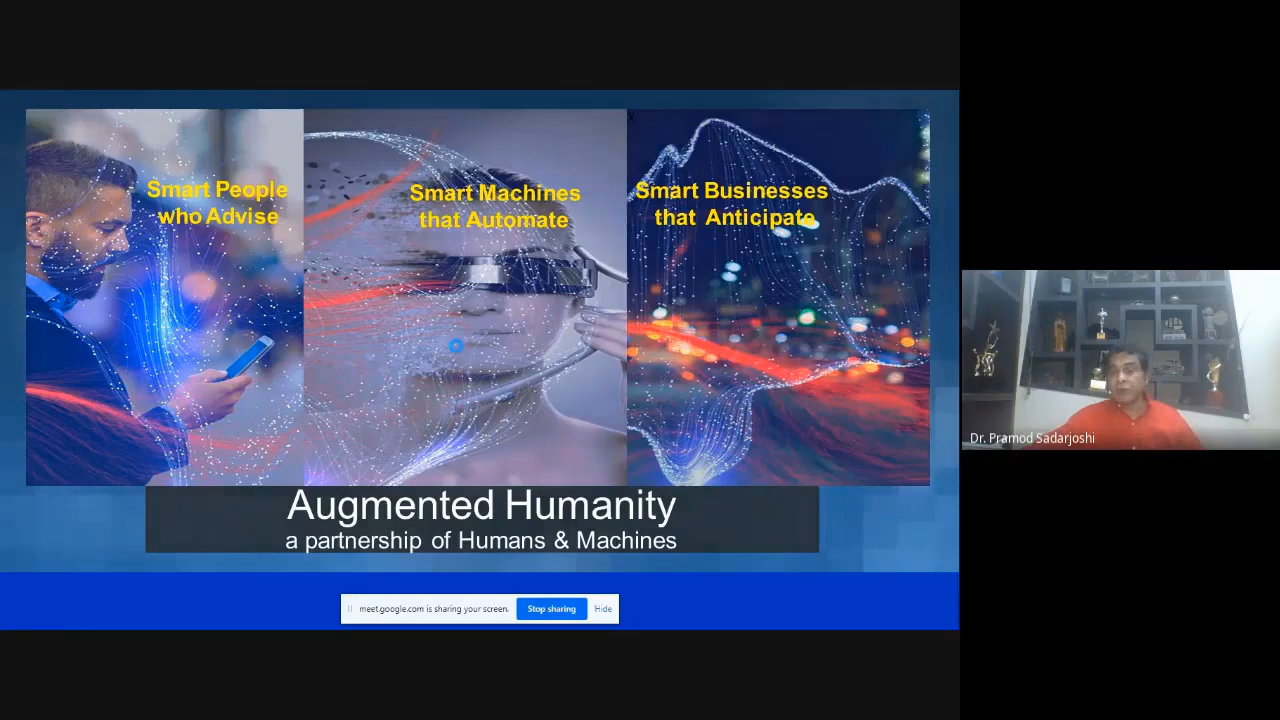 Smart People
who Advise
Smart Machines
that Automate
Smart Businesses
that Anticipate
Augmented Humanity
a partnership of Humans & Machines
meet.google.com is sharing your screen.
Stop sharing
Hide
Dr. Pramod Sadarjoshi